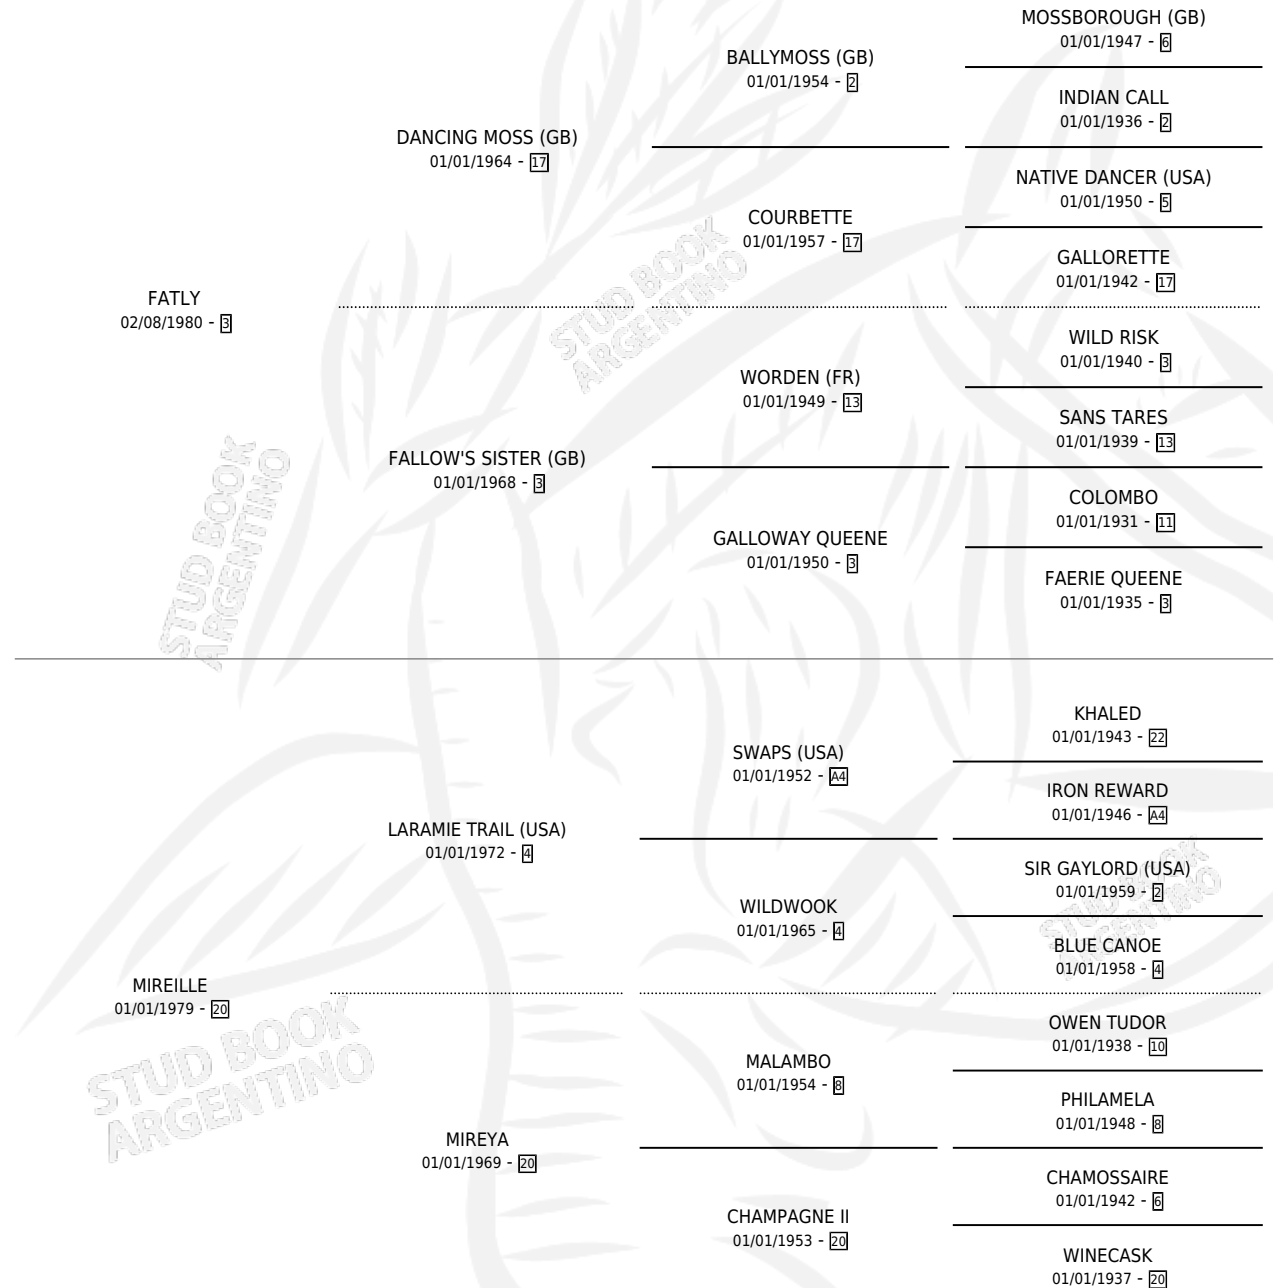 MOSSBOROUGH (GB)
01/01/1947 - 6
BALLYMOSS (GB)
01/01/1954 - 2
INDIAN CALL
01/01/1936 - 2
DANCING MOSS (GB)
01/01/1964 - 17
NATIVE DANCER (USA)
01/01/1950 - 5
COURBETTE
01/01/1957 - 17
GALLORETTE
01/01/1942 - 17
FATLY
02/08/1980 - 3
WILD RISK
01/01/1940 - 3
WORDEN (FR)
01/01/1949 - 13
SANS TARES
01/01/1939 - 13
FALLOW'S SISTER (GB)
01/01/1968 - 3
COLOMBO
01/01/1931 - 11
GALLOWAY QUEENE
01/01/1950 - 3
FAERIE QUEENE
01/01/1935 - 3
KHALED
01/01/1943 - 22
SWAPS (USA)
01/01/1952 - A4
IRON REWARD
01/01/1946 - A4
LARAMIE TRAIL (USA)
01/01/1972 - 4
SIR GAYLORD (USA)
01/01/1959 - 2
WILDWOOK
01/01/1965 - 4
BLUE CANOE
01/01/1958 - 4
MIREILLE
01/01/1979 - 20
OWEN TUDOR
01/01/1938 - 10
MALAMBO
01/01/1954 - 8
PHILAMELA
01/01/1948 - 8
MIREYA
01/01/1969 - 20
CHAMOSSAIRE
01/01/1942 - 6
CHAMPAGNE II
01/01/1953 - 20
WINECASK
01/01/1937 - 20
STUD BOOK
ARGENTINO
STUD BOOK
ARGENTINO
STUD BOOK
ARGENTINO
STUD BOOK
ARGENTINO